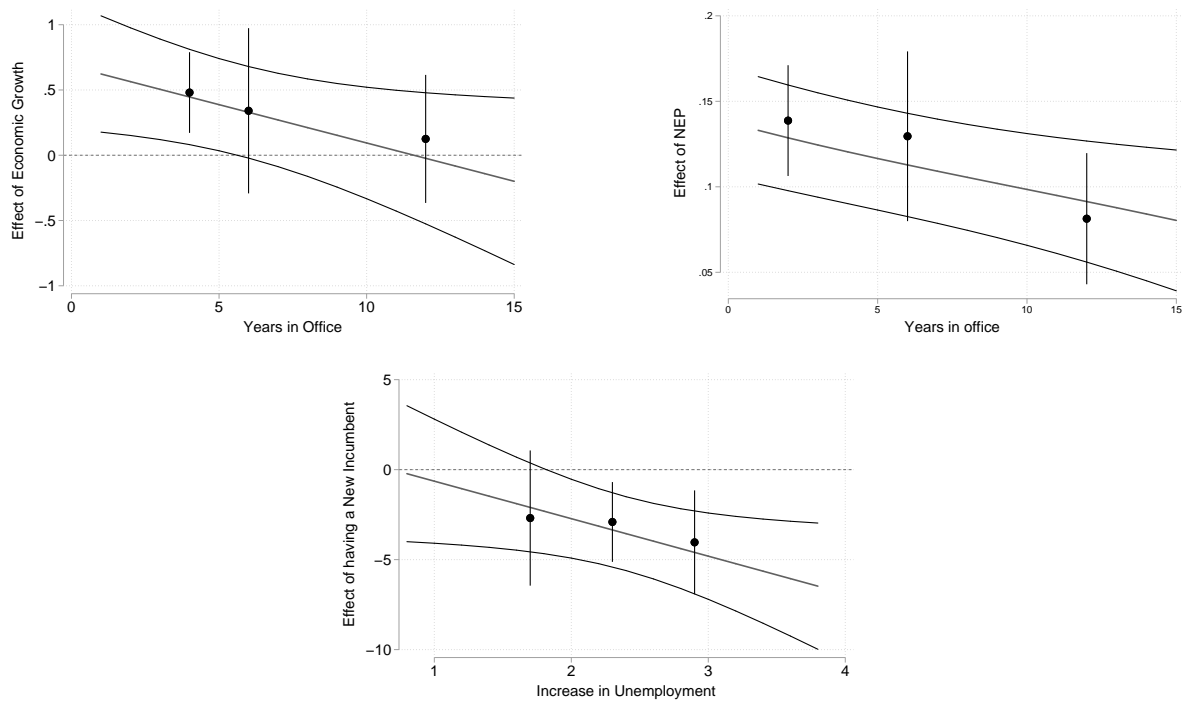 1
.5
0
−.5
−1
Effect of Economic Growth
0 5 10 15
Years in Office
.2
.15
.1
.05
Effect of NEP
0 5 10 15
Years in office
5
0
−5
−10
Effect of having a New Incumbent
1 2 3 4
Increase in Unemployment